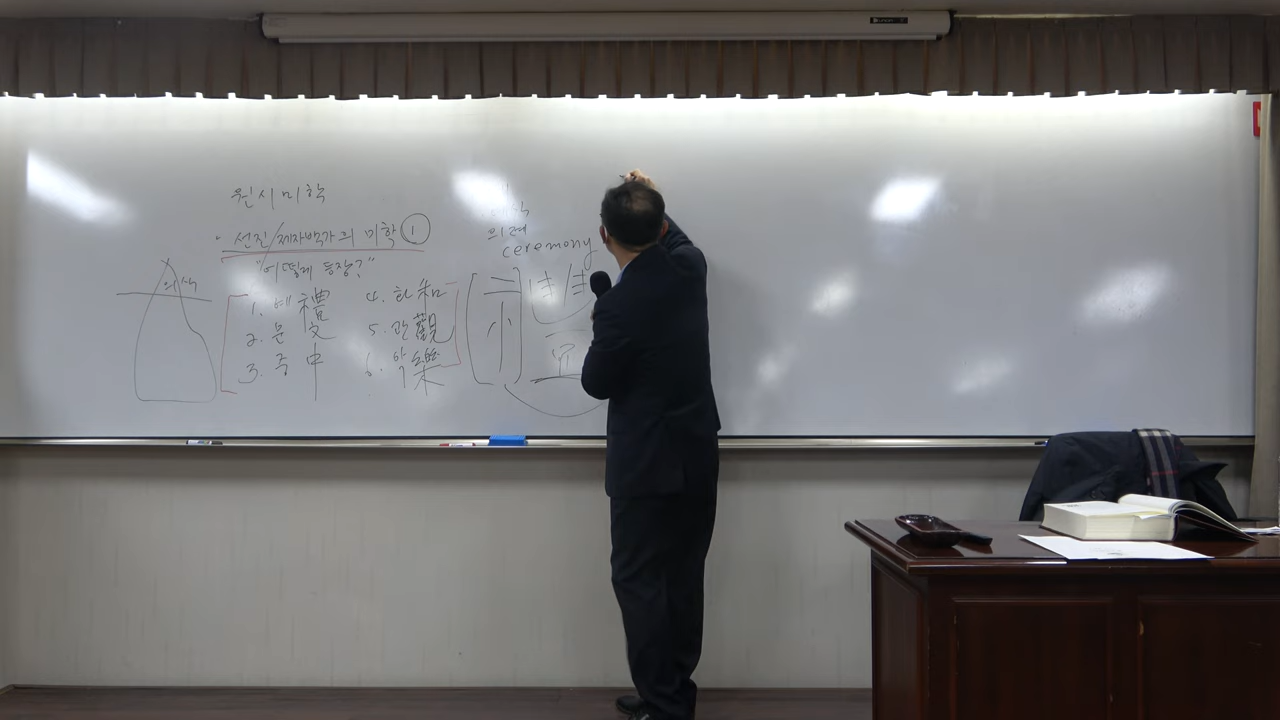 원시미학
· 선진/제자백가의 미학 ①
"어떻게 등장?"
의식
1. 예 禮
2. 문 文
3. 중 中
4. 화 和
5. 관 觀
6. 악 樂
의례
ceremony